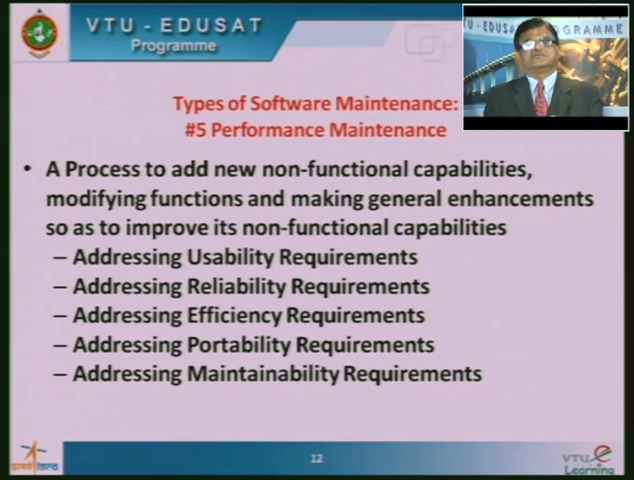 VTU - EDUSAT
Programme
U - EDUSA
OGRAMME
Types of Software Maintenance:
#5 Performance Maintenance
• A Process to add new non-functional capabilities,
modifying functions and making general enhancements
so as to improve its non-functional capabilities
– Addressing Usability Requirements
– Addressing Reliability Requirements
– Addressing Efficiency Requirements
– Addressing Portability Requirements
– Addressing Maintainability Requirements
12
VTU e
Learning